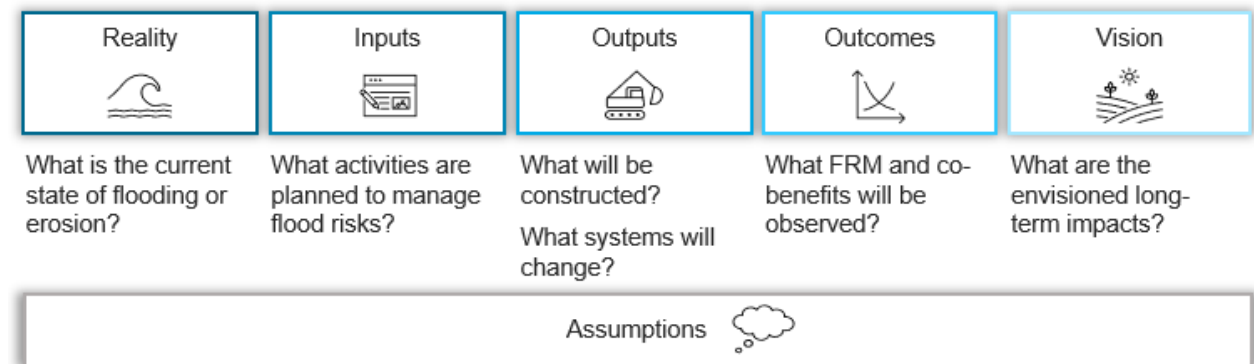 Reality
Inputs
Outputs
Outcomes
Vision
What is the current
state of flooding or
erosion?
What activities are
planned to manage
flood risks?
What will be
constructed?
What systems will
change?
What FRM and co-
benefits will be
observed?
What are the
envisioned long-
term impacts?
Assumptions